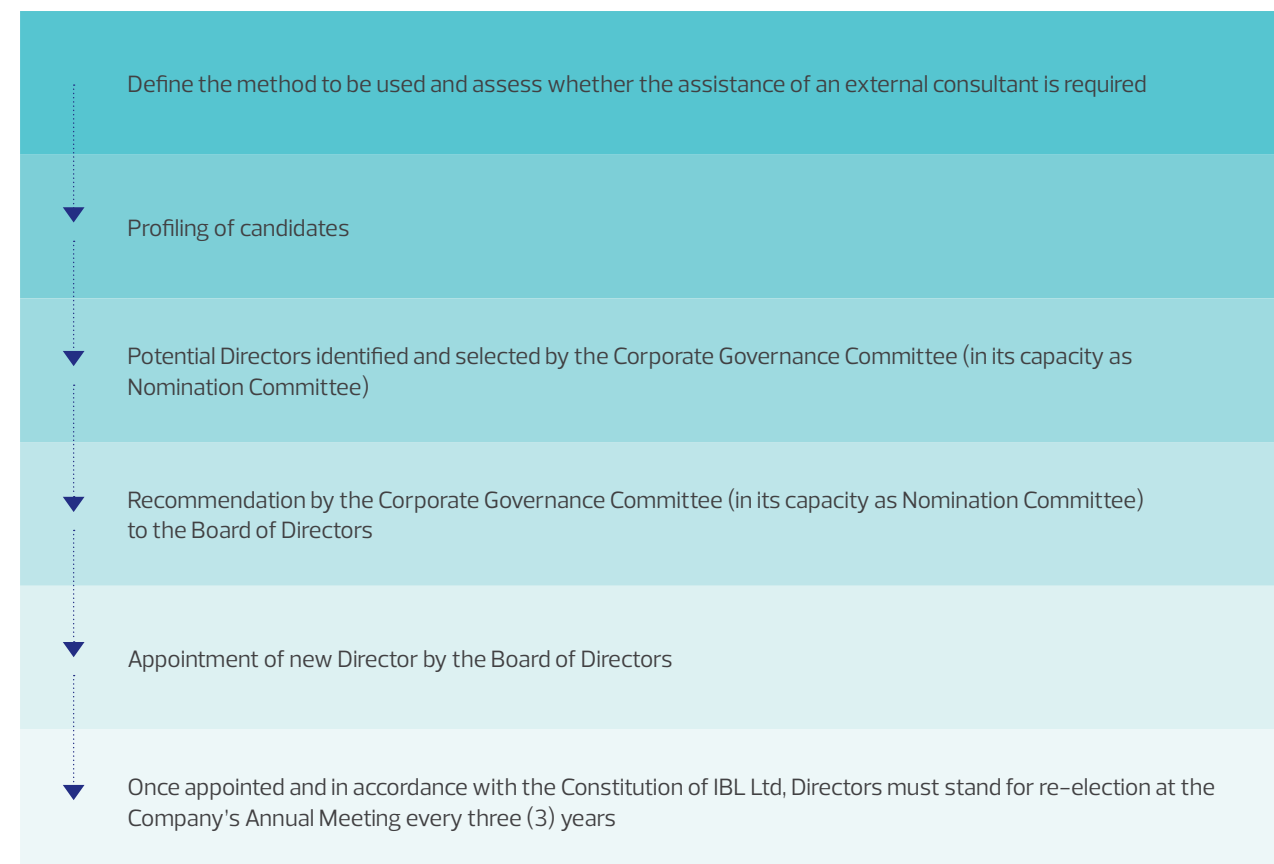 Define the method to be used and assess whether the assistance of an external consultant is required
Profiling of candidates
Potential Directors identified and selected by the Corporate Governance Committee (in its capacity as
Nomination Committee)
Recommendation by the Corporate Governance Committee (in its capacity as Nomination Committee)
to the Board of Directors
Appointment of new Director by the Board of Directors
Once appointed and in accordance with the Constitution of IBL Ltd, Directors must stand for re-election at the
Company's Annual Meeting every three (3) years